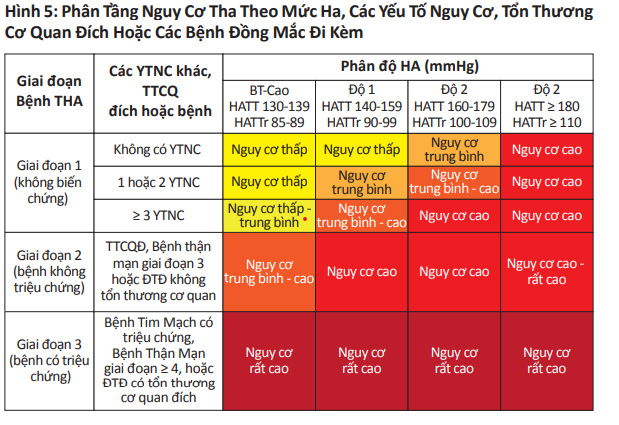 Hình 5: Phân Tầng Nguy Cơ Tha Theo Mức Ha, Các Yếu Tố Nguy Cơ, Tổn Thương
Cơ Quan Đích Hoặc Các Bệnh Đồng Mắc Đi Kèm
Giai đoạn
Bệnh THA
Các YTNC khác,
TTCQ
đích hoặc bệnh
Phân độ HA (mmHg)
BT-Cao
HATT 130-139
HATTr 85-89
Độ 1
HATT 140-159
HATTr 90-99
Độ 2
HATT 160-179
HATTr 100-109
Độ 2
HATT ≥ 180
HATTr ≥ 110
Giai đoạn 1
(không biến
chứng)
Không có YTNC
Nguy cơ thấp
Nguy cơ thấp
Nguy cơ
trung bình
Nguy cơ cao
1 hoặc 2 YTNC
Nguy cơ thấp
Nguy cơ
trung bình
Nguy cơ
trung bình - cao
Nguy cơ cao
≥ 3 YTNC
Nguy cơ thấp -
trung bình *
Nguy cơ
trung bình - cao
Nguy cơ cao
Nguy cơ cao
Giai đoạn 2
(bệnh không
triệu chứng)
TTCQĐ, Bệnh thận
mạn giai đoạn 3
hoặc ĐTĐ không
tổn thương cơ quan
Nguy cơ
trung bình - cao
Nguy cơ cao
Nguy cơ cao
Nguy cơ cao -
rất cao
Giai đoạn 3
(bệnh có triệu
chứng)
Bệnh Tim Mạch có
triệu chứng,
Bệnh Thận Mạn
giai đoạn ≥ 4, hoặc
ĐTĐ có tổn thương
cơ quan đích
Nguy cơ
rất cao
Nguy cơ
rất cao
Nguy cơ
rất cao
Nguy cơ
rất cao